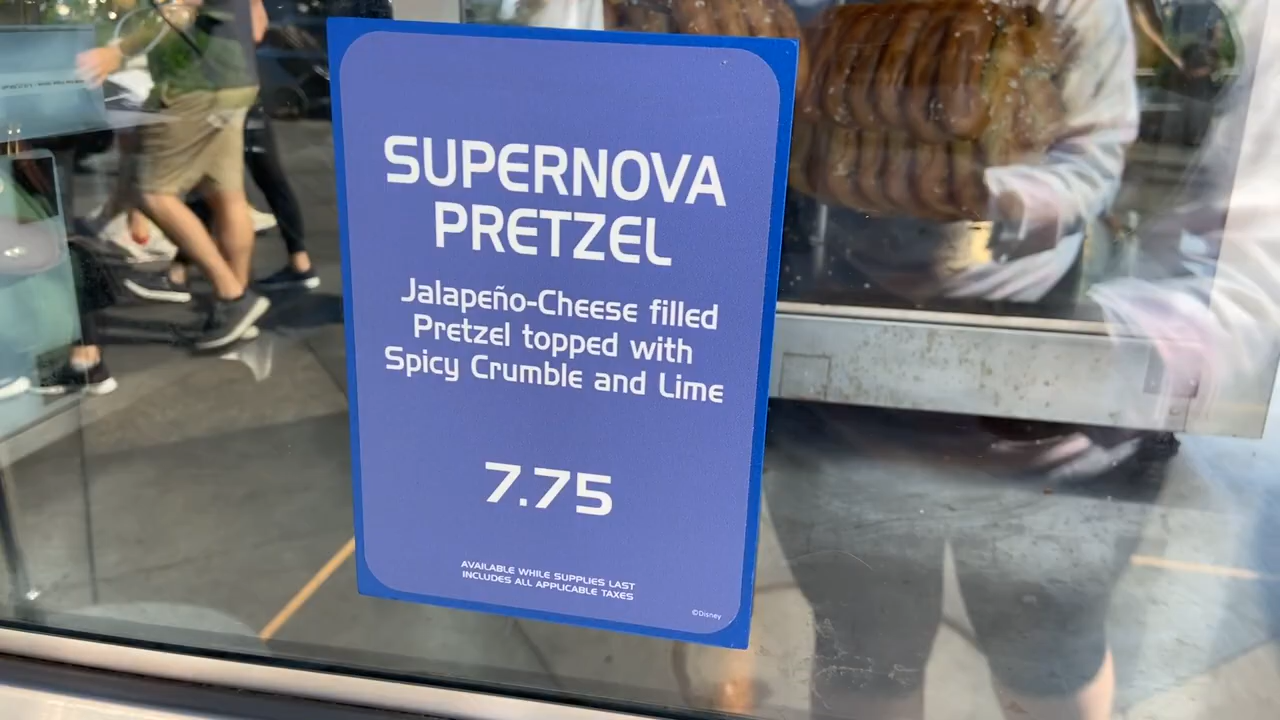 SUPERNOVA
PRETZEL
Jalapeño-Cheese filled
Pretzel topped with
Spicy Crumble and Lime
7.75
AVAILABLE WHILE SUPPLIES LAST
INCLUDES ALL APPLICABLE TAXES
©Disney